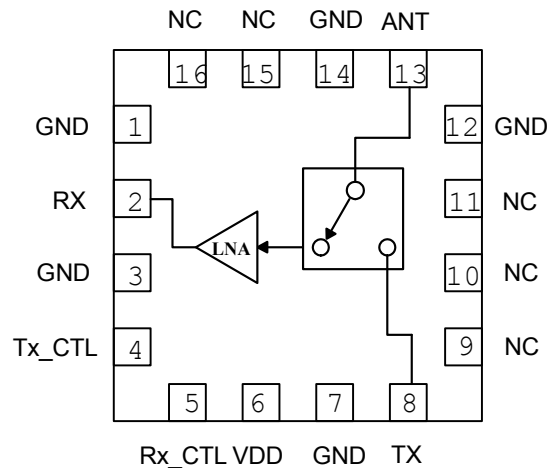 NC NC GND ANT
16 15 14 13
GND 1 12 GND
RX 2 11 NC
LNA
GND 3 10 NC
Tx_CTL 4 9 NC
5 6 7 8
Rx_CTL VDD GND TX